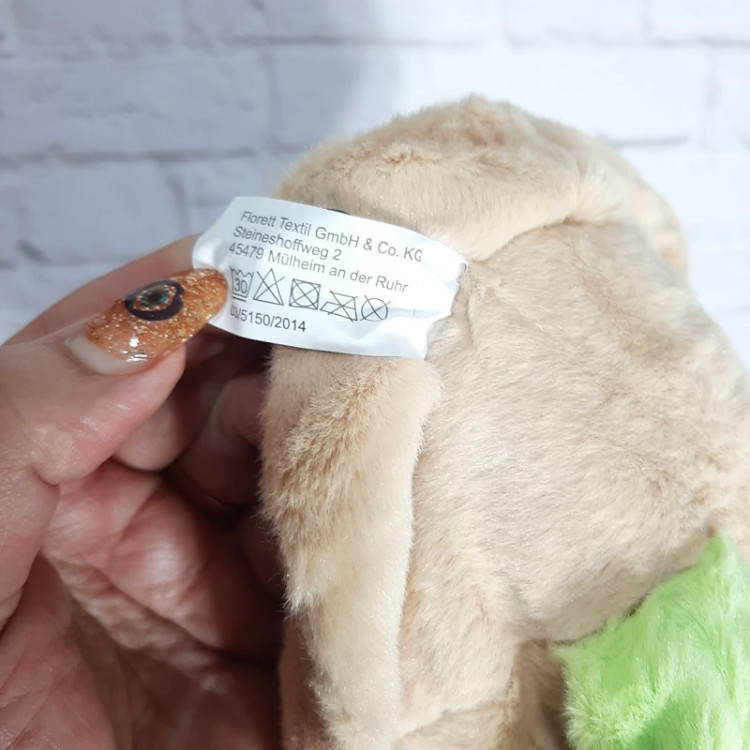 Florett Textil GmbH & Co. KG
Steineshoffweg 2
45479 Mülheim an der Ruhr
30
/5150/2014